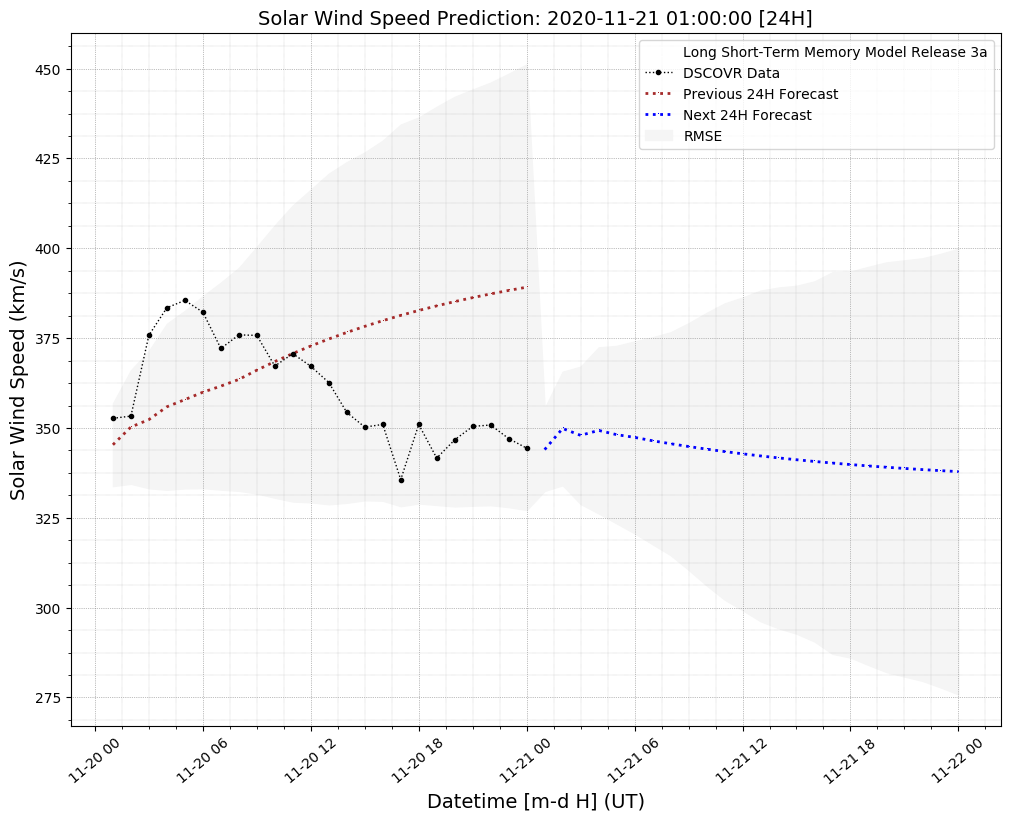 Solar Wind Speed Prediction: 2020-11-21 01:00:00 [24H]
Long Short-Term Memory Model Release 3a
DSCOVR Data
Previous 24H Forecast
Next 24H Forecast
RMSE
Solar Wind Speed (km/s)
450
425
400
375
350
325
300
275
11-20 00
11-20 06
11-20 12
11-20 18
11-21 00
11-21 06
11-21 12
11-21 18
11-22 00
Datetime [m-d H] (UT)